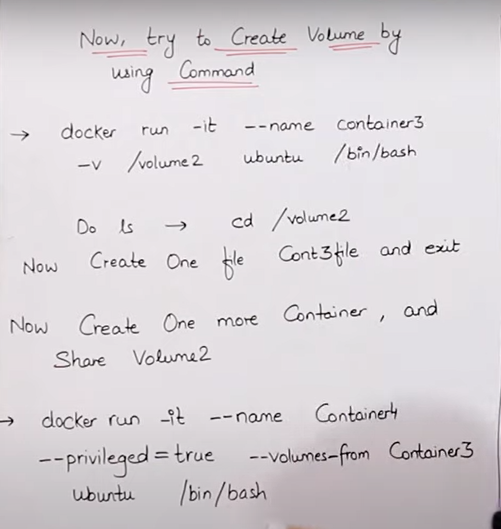 Now, try to Create Volume by
using Command
→ docker run -it --name container3
-v /volume2 ubuntu /bin/bash
Do ls → cd /volume2
Now Create One file Cont3file and exit
Now Create One more Container, and
Share Volume2
→ docker run -it --name Container4
--privileged=true --volumes-from Container3
ubuntu /bin/bash